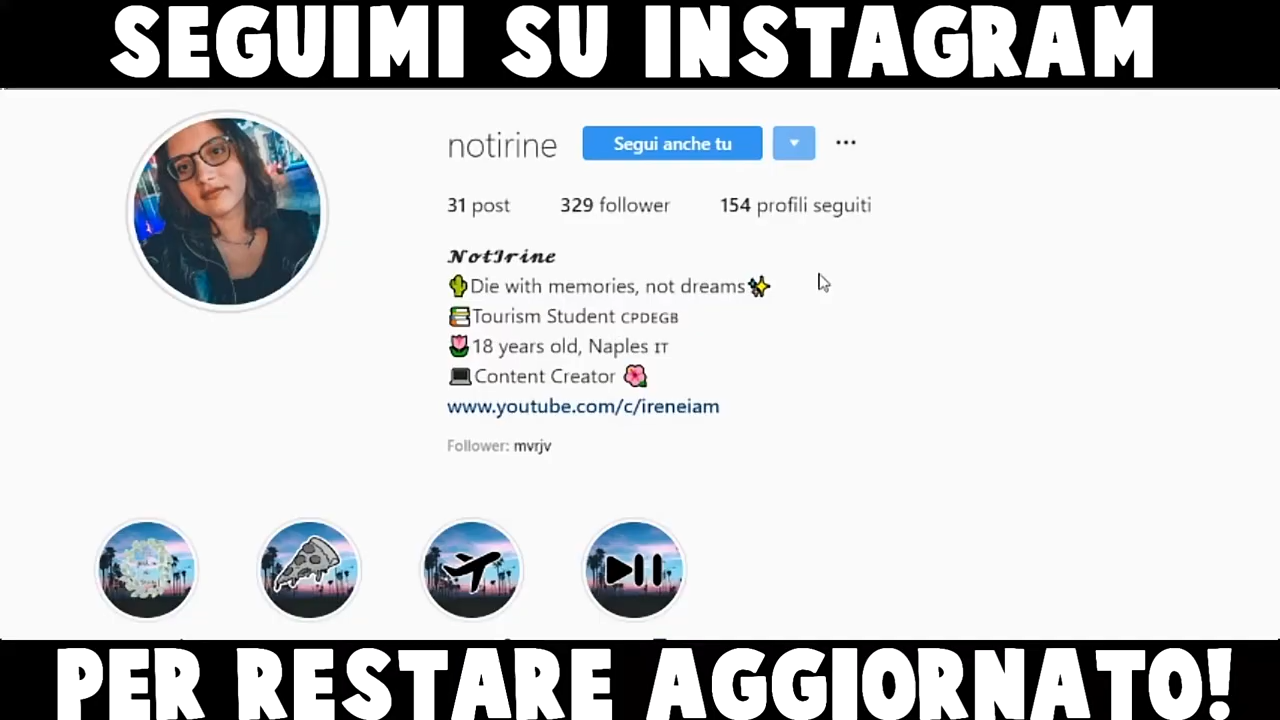 SEGUIMI SU INSTAGRAM
notirine Segui anche tu
31 post 329 follower 154 profili seguiti
𝓝𝓸𝓽𝓘𝓻𝓲𝓷𝓮
🌵Die with memories, not dreams✨
📚Tourism Student CPDEGB
🌷18 years old, Naples IT
💻Content Creator 🌺
www.youtube.com/c/ireneiam
Follower: mvrjv
PER RESTARE AGGIORNATO!